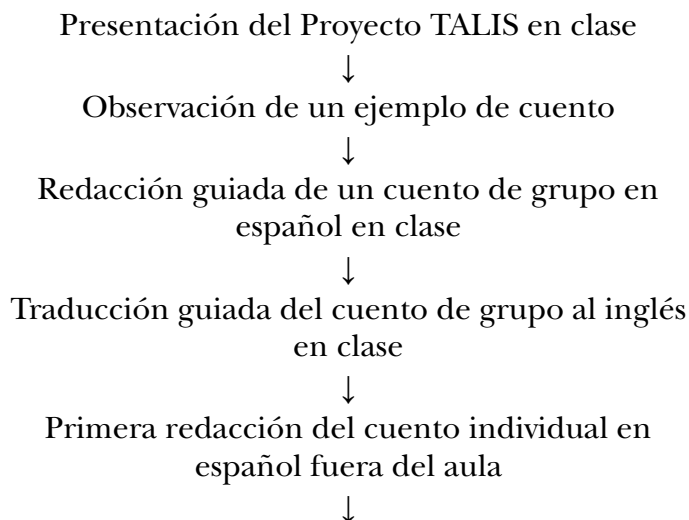 Presentación del Proyecto TALIS en clase
↓
Observación de un ejemplo de cuento
↓
Redacción guiada de un cuento de grupo en
español en clase
↓
Traducción guiada del cuento de grupo al inglés
en clase
↓
Primera redacción del cuento individual en
español fuera del aula
↓